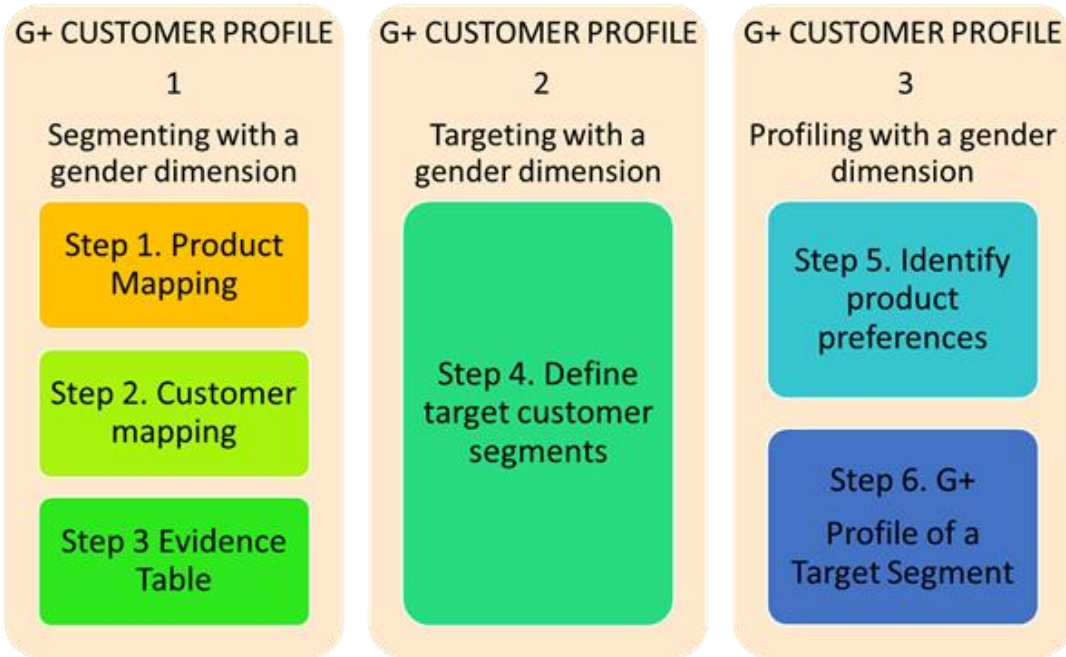 G+ CUSTOMER PROFILE
1
Segmenting with a
gender dimension
Step 1. Product
Mapping
Step 2. Customer
mapping
Step 3 Evidence
Table
G+ CUSTOMER PROFILE
2
Targeting with a
gender dimension
Step 4. Define
target customer
segments
G+ CUSTOMER PROFILE
3
Profiling with a gender
dimension
Step 5. Identify
product
preferences
Step 6. G+
Profile of a
Target Segment